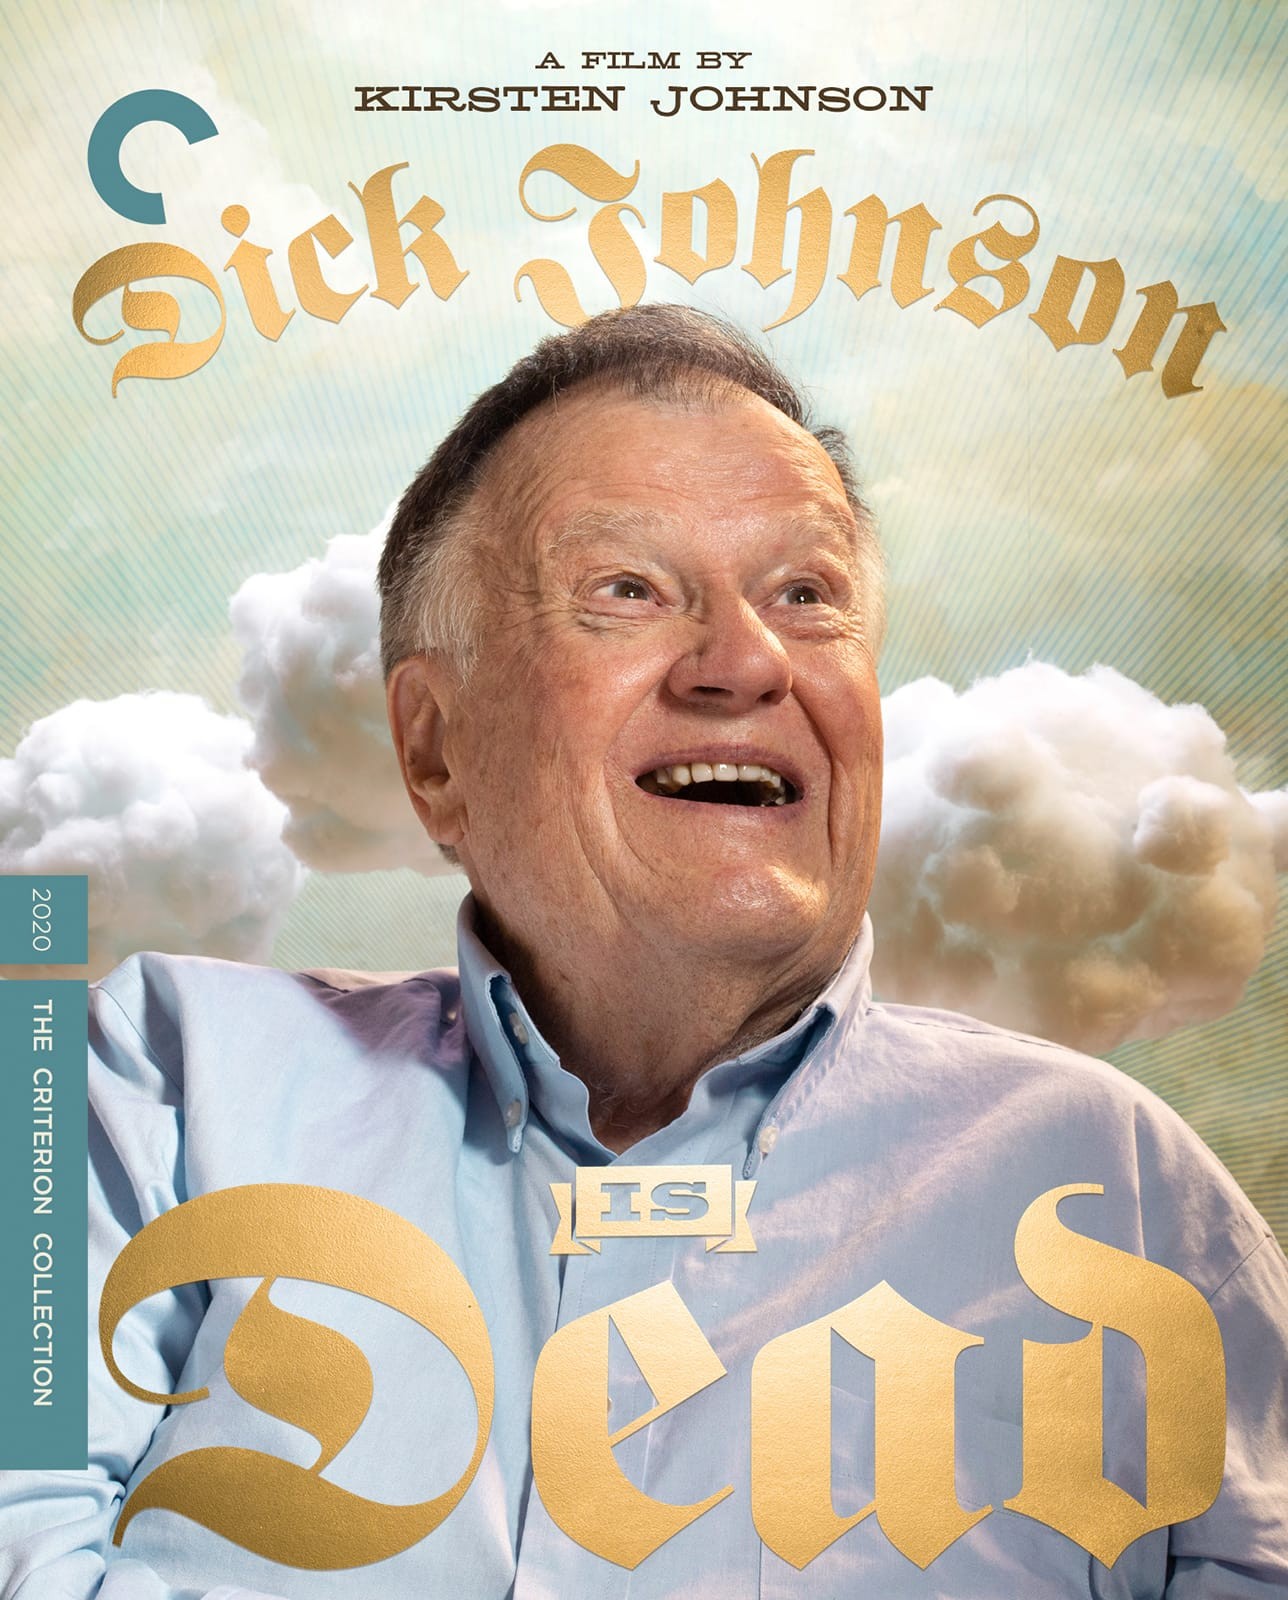 A FILM BY
KIRSTEN JOHNSON
Dick Johnson
IS
Dead
2020
THE CRITERION COLLECTION